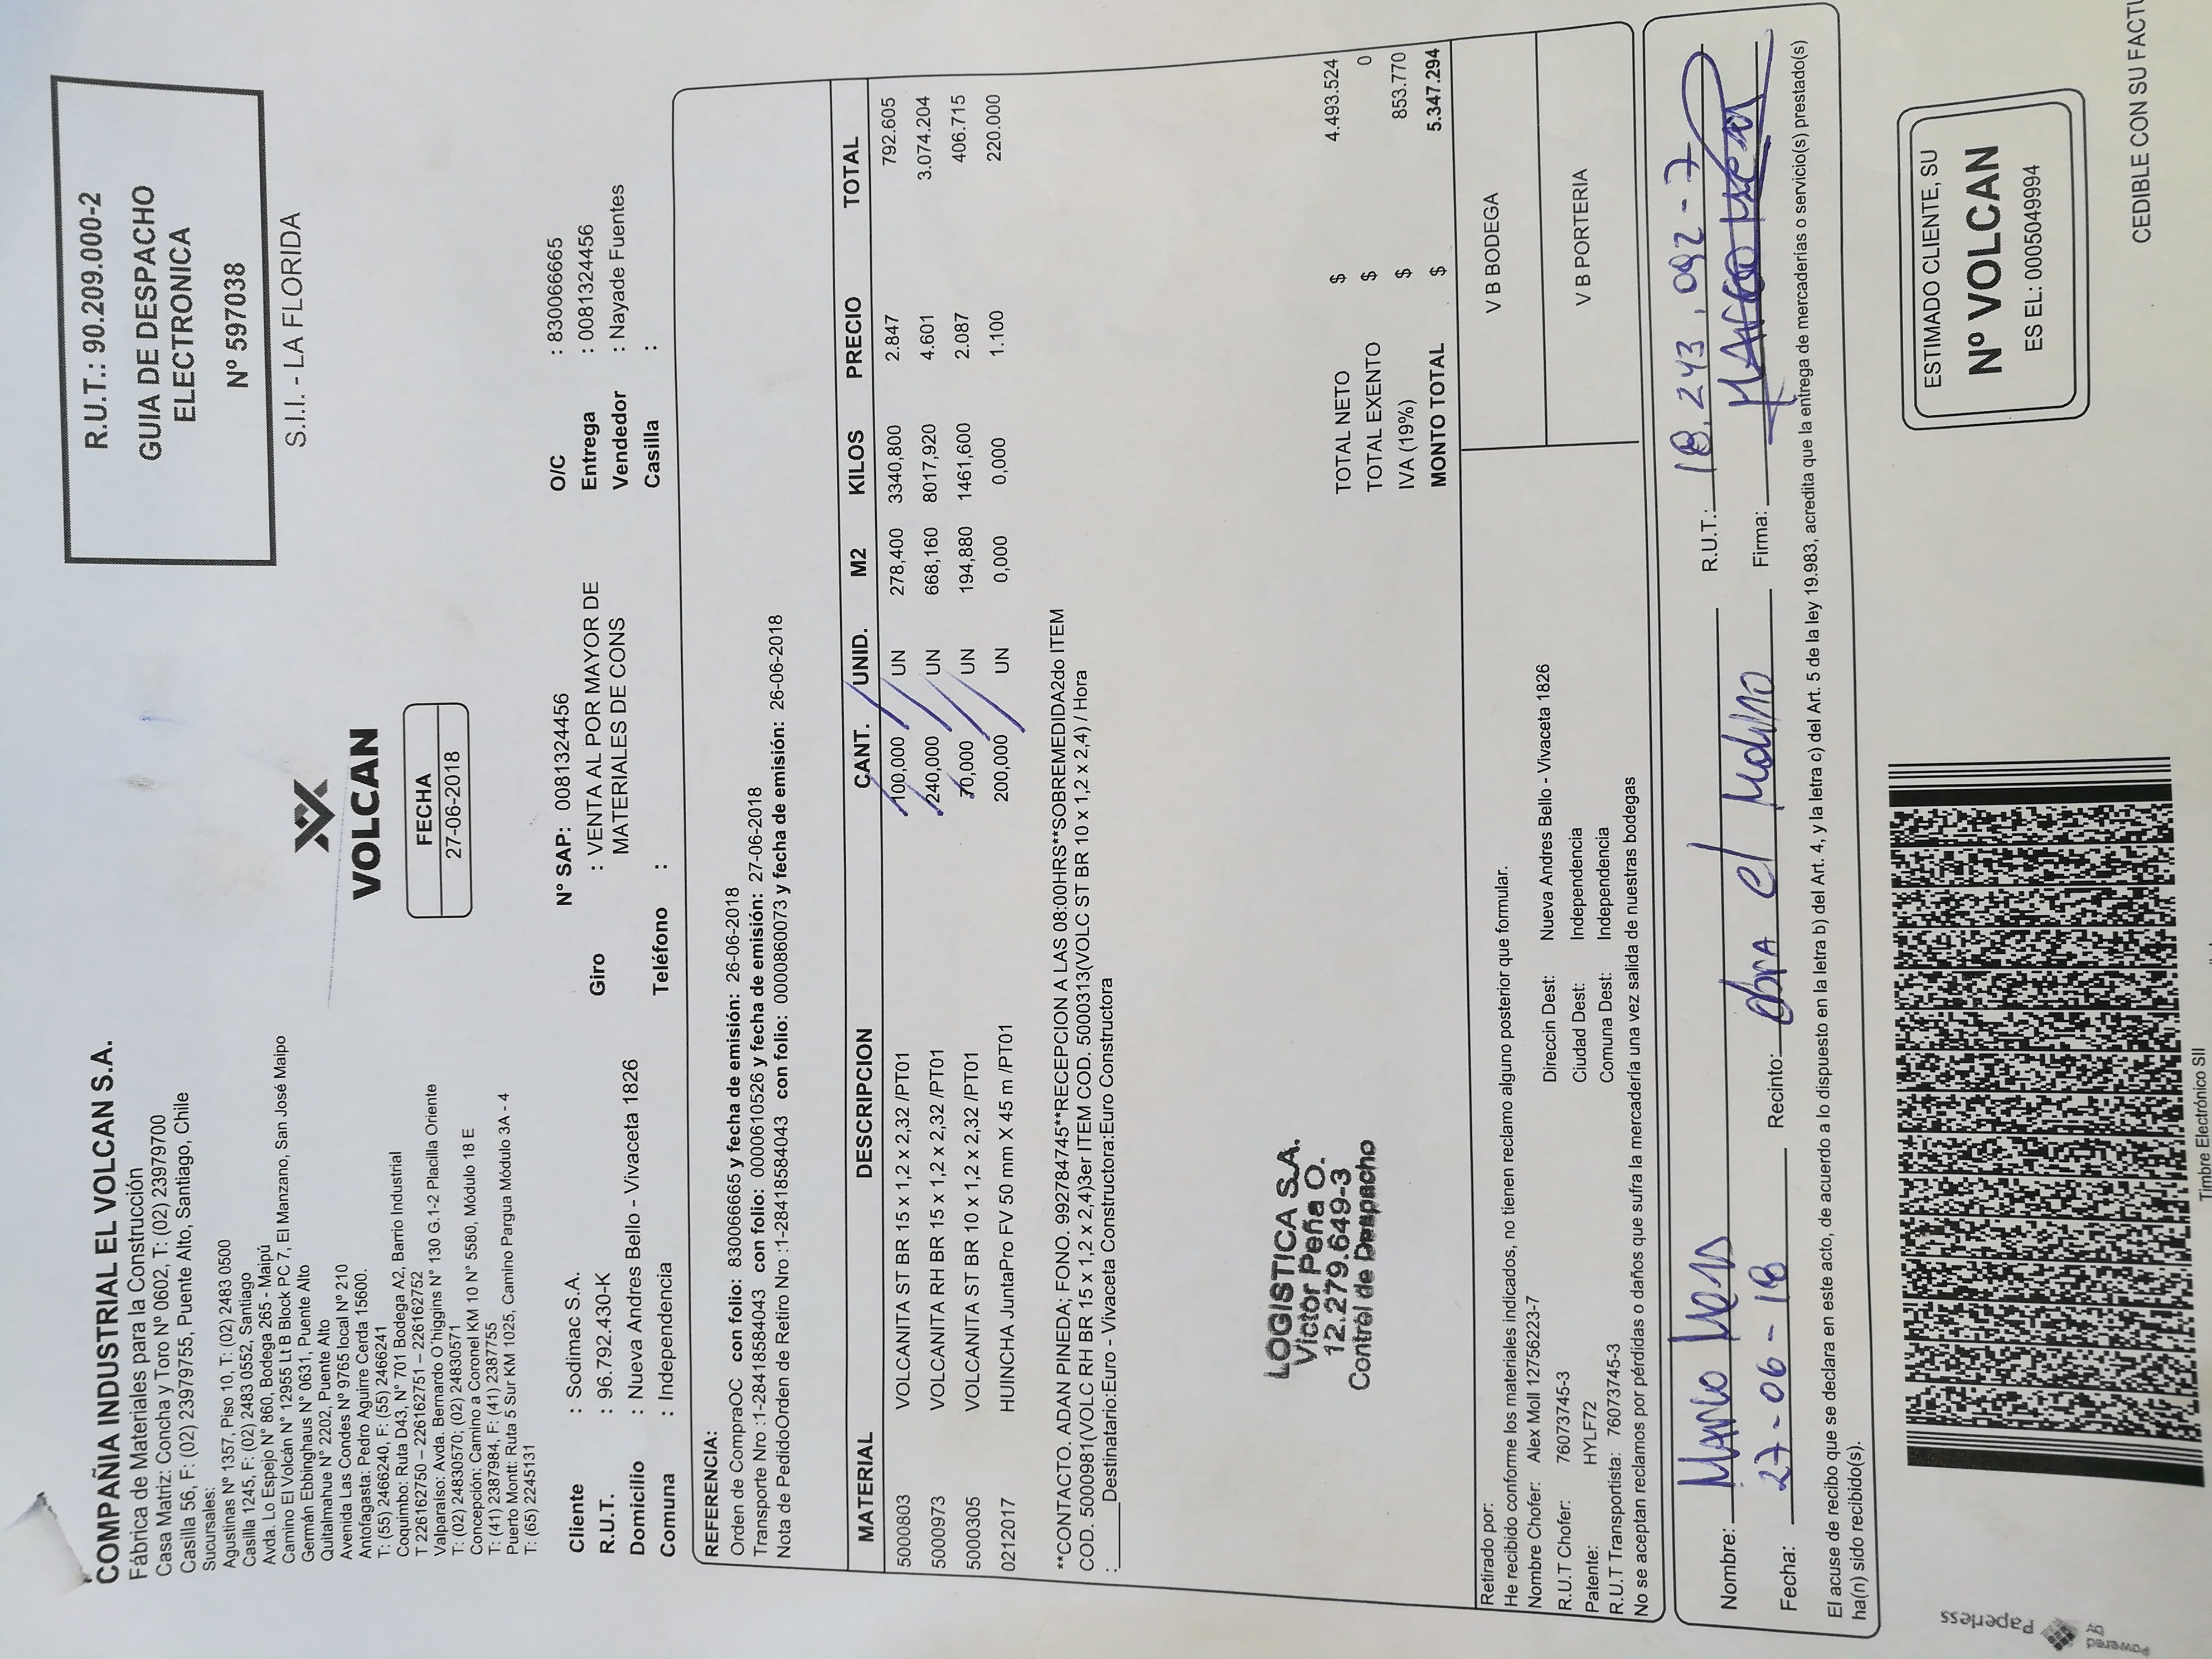 COMPAÑIA INDUSTRIAL EL VOLCAN S.A.
Fábrica de Materiales para la Construcción
Casa Matriz: Concha y Toro Nº 0602, T: (02) 23979700
Casilla 56, F: (02) 23979755, Puente Alto, Santiago, Chile
Sucursales:
Agustinas Nº 1357, Piso 10, T: (02) 2483 0500
Casilla 1245, F: (02) 2483 0552, Santiago
Avda. Lo Espejo N° 860, Bodega 265 - Maipú
Camino El Volcán N° 12955 Lt B Block PC 7, El Manzano, San José Maipo
Germán Ebbinghaus N° 0631, Puente Alto
Quitalmahue N° 2202, Puente Alto
Avenida Las Condes N° 9765 local N° 210
Antofagasta: Pedro Aguirre Cerda 15600.
T: (55) 2466240, F: (55) 2466241
Coquimbo: Ruta D43, N° 701 Bodega A2, Barrio Industrial
T 226162750 – 226162751 – 226162752
Valparaíso: Avda. Bernardo O´higgins N° 130 G.1-2 Placilla Oriente
T: (02) 24830570; (02) 24830571
Concepción: Camino a Coronel KM 10 N° 5580, Módulo 18 E
T: (41) 2387984, F: (41) 2387755
Puerto Montt: Ruta 5 Sur KM 1025, Camino Pargua Módulo 3A - 4
T: (65) 2245131
VOLCAN
FECHA
27-06-2018
R.U.T.: 90.209.000-2
GUIA DE DESPACHO
ELECTRONICA
Nº 597038
S.I.I. - LA FLORIDA
Cliente : Sodimac S.A. N° SAP: 0081324456 O/C : 830066665
R.U.T. : 96.792.430-K Giro : VENTA AL POR MAYOR DE Entrega : 0081324456
Domicilio : Nueva Andres Bello - Vivaceta 1826 MATERIALES DE CONS Vendedor : Nayade Fuentes
Comuna : Independencia Teléfono : Casilla :
REFERENCIA:
Orden de CompraOC con folio: 830066665 y fecha de emisión: 26-06-2018
Transporte Nro :1-28418584043 con folio: 0000610526 y fecha de emisión: 27-06-2018
Nota de PedidoOrden de Retiro Nro :1-28418584043 con folio: 0000860073 y fecha de emisión: 26-06-2018
MATERIAL DESCRIPCION CANT. UNID. M2 KILOS PRECIO TOTAL
5000803 VOLCANITA ST BR 15 x 1,2 x 2,32 /PT01 100,000 UN 278,400 3340,800 2.847 792.605
5000973 VOLCANITA RH BR 15 x 1,2 x 2,32 /PT01 240,000 UN 668,160 8017,920 4.601 3.074.204
5000305 VOLCANITA ST BR 10 x 1,2 x 2,32 /PT01 70,000 UN 194,880 1461,600 2.087 406.715
0212017 HUINCHA JuntaPro FV 50 mm X 45 m /PT01 200,000 UN 0,000 0,000 1.100 220.000
**CONTACTO. ADAN PINEDA; FONO. 992784745**RECEPCION A LAS 08:00HRS**SOBREMEDIDA2do ITEM
COD. 5000981(VOLC RH BR 15 x 1,2 x 2,4)3er ITEM COD. 5000313(VOLC ST BR 10 x 1,2 x 2,4) / Hora
:______Destinatario:Euro - Vivaceta Constructora:Euro Constructora
LOGISTICA S.A.
Victor Peña O.
12.279.649-3
Control de Despacho
TOTAL NETO $ 4.493.524
TOTAL EXENTO $ 0
IVA (19%) $ 853.770
MONTO TOTAL $ 5.347.294
Retirado por:
He recibido conforme los materiales indicados, no tienen reclamo alguno posterior que formular.
Nombre Chofer: Alex Moll 12756223-7 Direccin Dest: Nueva Andres Bello - Vivaceta 1826
R.U.T Chofer: 76073745-3 Ciudad Dest: Independencia
Patente: HYLF72 Comuna Dest: Independencia
R.U.T Transportista: 76073745-3
No se aceptan reclamos por pérdidas o daños que sufra la mercadería una vez salida de nuestras bodegas
V B BODEGA
V B PORTERIA
Nombre: Marco R.U.T.: 18.243.092-7
Fecha: 27-06-18 Recinto: Obra el Molino Firma:
El acuse de recibo que se declara en este acto, de acuerdo a lo dispuesto en la letra b) del Art. 4, y la letra c) del Art. 5 de la ley 19.983, acredita que la entrega de mercaderias o servicio(s) prestado(s)
ha(n) sido recibido(s).
Timbre Electrónico SII
ESTIMADO CLIENTE, SU
Nº VOLCAN
ES EL: 0005049994
CEDIBLE CON SU
Powered by Paperless